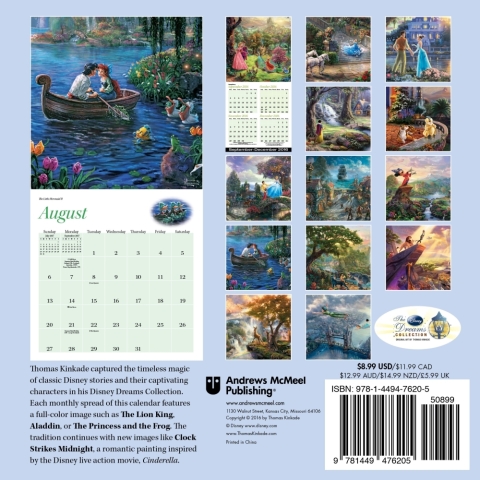 August
Sunday Monday Tuesday Wednesday Thursday Friday Saturday
1 2 3 4 5
6 7 8 9 10 11 12
13 14 15 16 17 18 19
20 21 22 23 24 25 26
27 28 29 30 31
September–December 2016
The
Disney
Dreams
COLLECTION
Thomas Kinkade captured the timeless magic
of classic Disney stories and their captivating
characters in his Disney Dreams Collection.
Each monthly spread of this calendar features
a full-color image such as The Lion King,
Aladdin, or The Princess and the Frog. The
tradition continues with new images like Clock
Strikes Midnight, a romantic painting inspired
by the Disney live action movie, Cinderella.
Andrews McMeel
Publishing®
www.andrewsmcmeel.com
1130 Walnut Street, Kansas City, Missouri 64106
Copyright © 2016 by Thomas Kinkade
© Disney
www.disney.com
©ThomasKinkade.com
Printed in China
$8.99 USD/$11.99 CAD
$12.99 AU/$14.99 NZD/£5.99 UK
ISBN: 978-1-4494-7620-5
50899
9 781449 476205